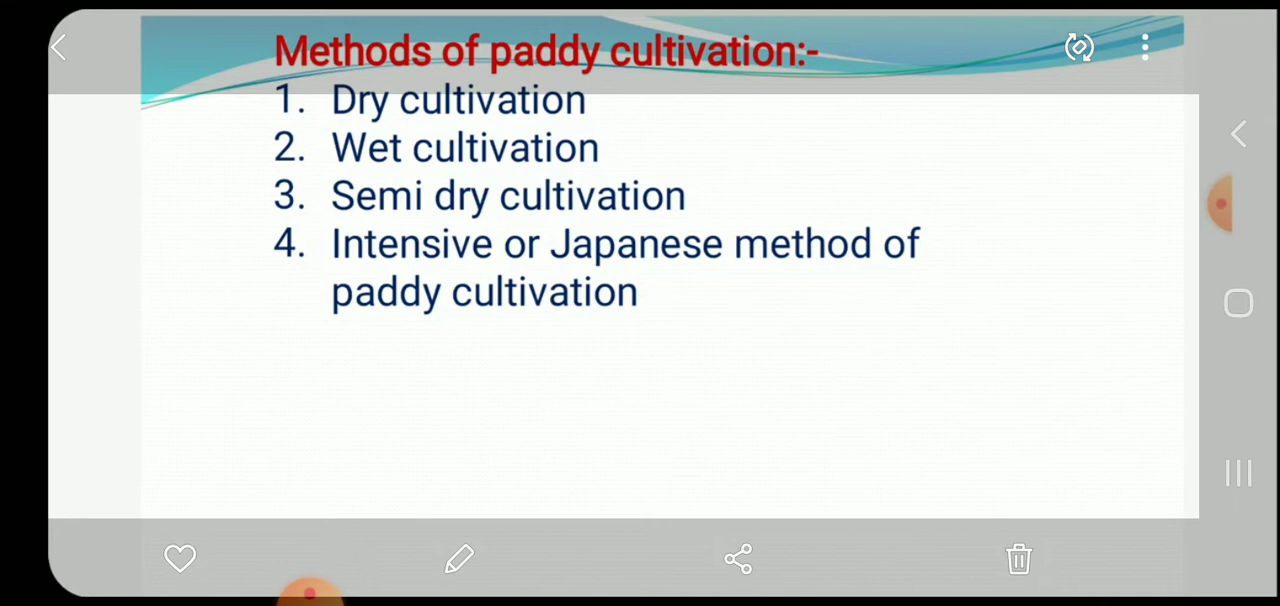 Methods of paddy cultivation:-
1. Dry cultivation
2. Wet cultivation
3. Semi dry cultivation
4. Intensive or Japanese method of
paddy cultivation